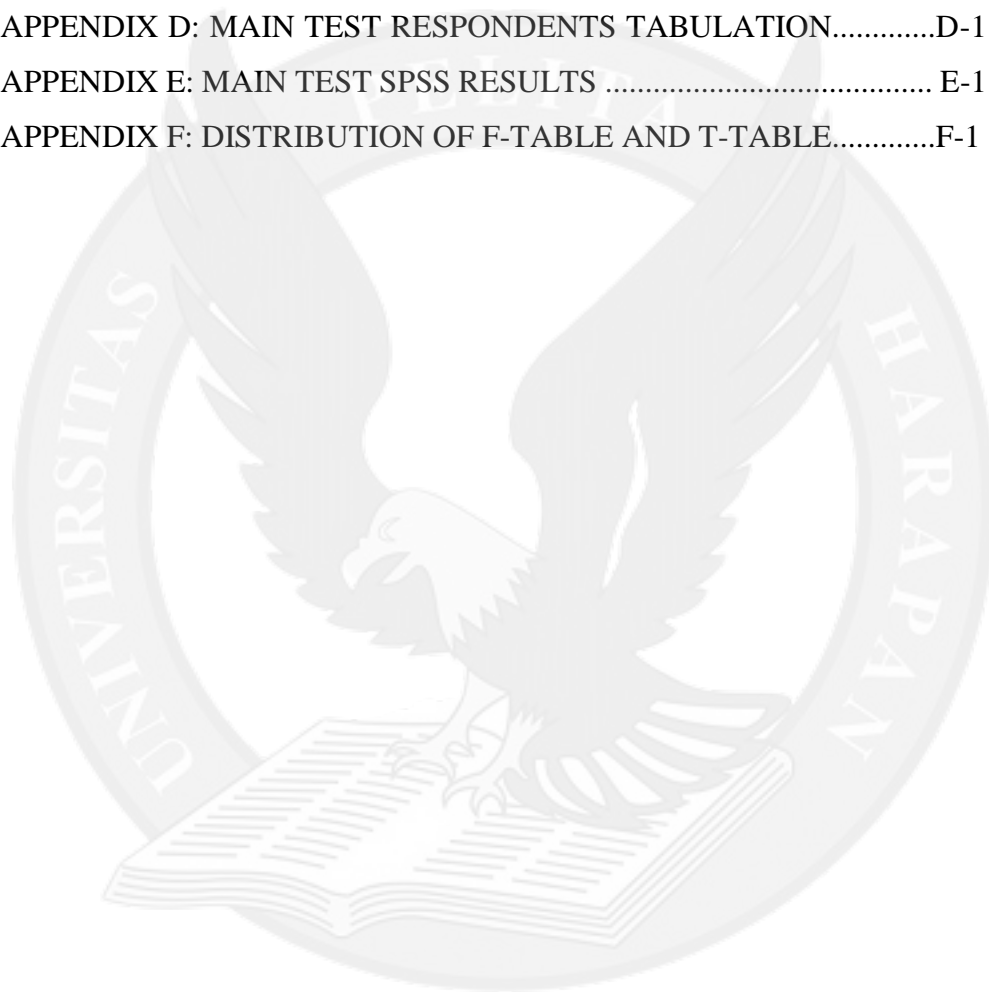 APPENDIX D: MAIN TEST RESPONDENTS TABULATION.............D-1
APPENDIX E: MAIN TEST SPSS RESULTS ........................................ E-1
APPENDIX F: DISTRIBUTION OF F-TABLE AND T-TABLE.............F-1
UNIVERSITAS PELITA HARAPAN